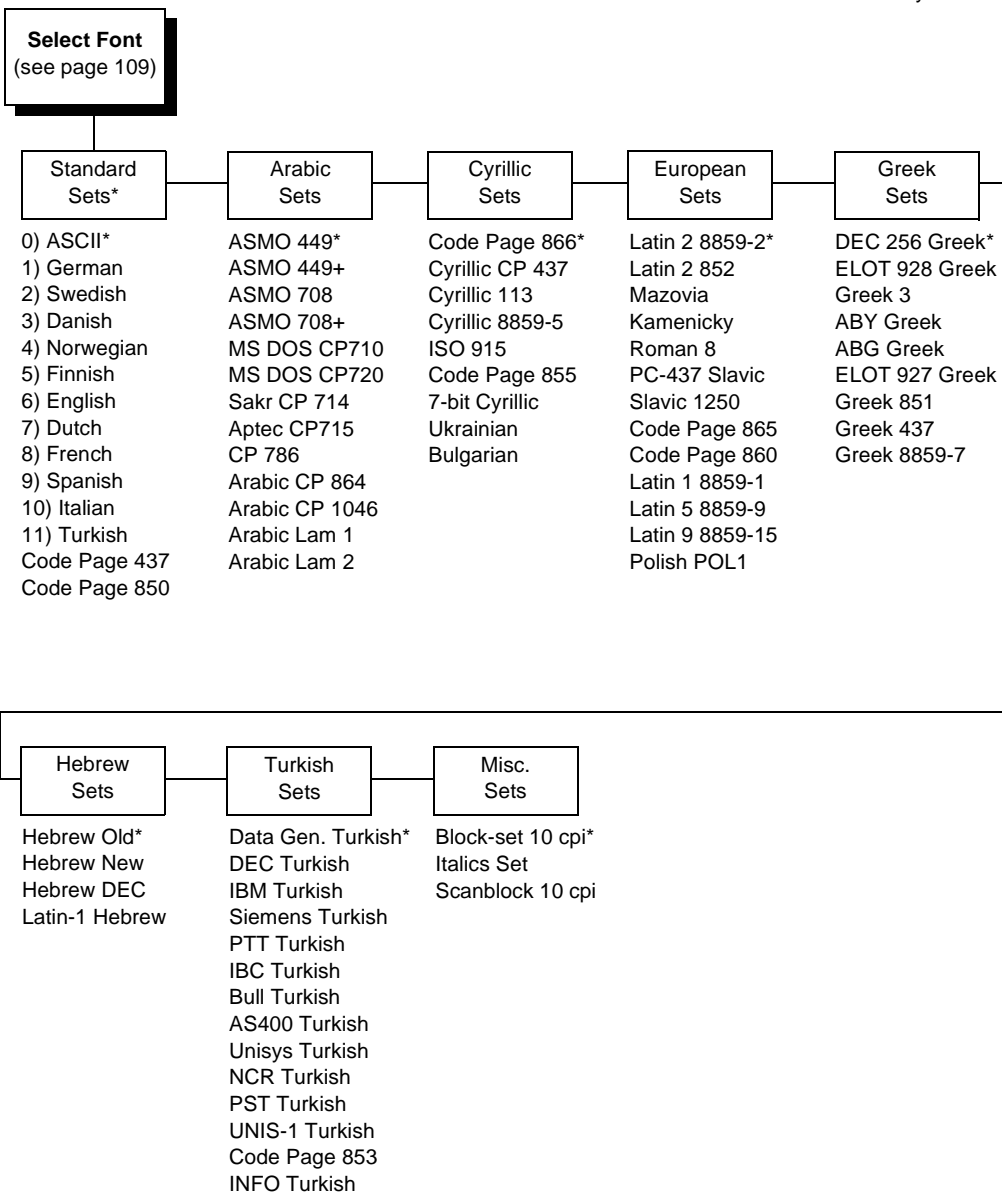 Select Font
(see page 109)
Standard
Sets*
0) ASCII*
1) German
2) Swedish
3) Danish
4) Norwegian
5) Finnish
6) English
7) Dutch
8) French
9) Spanish
10) Italian
11) Turkish
Code Page 437
Code Page 850
Arabic
Sets
ASMO 449*
ASMO 449+
ASMO 708
ASMO 708+
MS DOS CP710
MS DOS CP720
Sakr CP 714
Aptec CP715
CP 786
Arabic CP 864
Arabic CP 1046
Arabic Lam 1
Arabic Lam 2
Cyrillic
Sets
Code Page 866*
Cyrillic CP 437
Cyrillic 113
Cyrillic 8859-5
ISO 915
Code Page 855
7-bit Cyrillic
Ukrainian
Bulgarian
European
Sets
Latin 2 8859-2*
Latin 2 852
Mazovia
Kamenicky
Roman 8
PC-437 Slavic
Slavic 1250
Code Page 865
Code Page 860
Latin 1 8859-1
Latin 5 8859-9
Latin 9 8859-15
Polish POL1
Greek
Sets
DEC 256 Greek*
ELOT 928 Greek
Greek 3
ABY Greek
ABG Greek
ELOT 927 Greek
Greek 851
Greek 437
Greek 8859-7
Hebrew
Sets
Hebrew Old*
Hebrew New
Hebrew DEC
Latin-1 Hebrew
Turkish
Sets
Data Gen. Turkish*
DEC Turkish
IBM Turkish
Siemens Turkish
PTT Turkish
IBC Turkish
Bull Turkish
AS400 Turkish
Unisys Turkish
NCR Turkish
PST Turkish
UNIS-1 Turkish
Code Page 853
INFO Turkish
Misc.
Sets
Block-set 10 cpi*
Italics Set
Scanblock 10 cpi